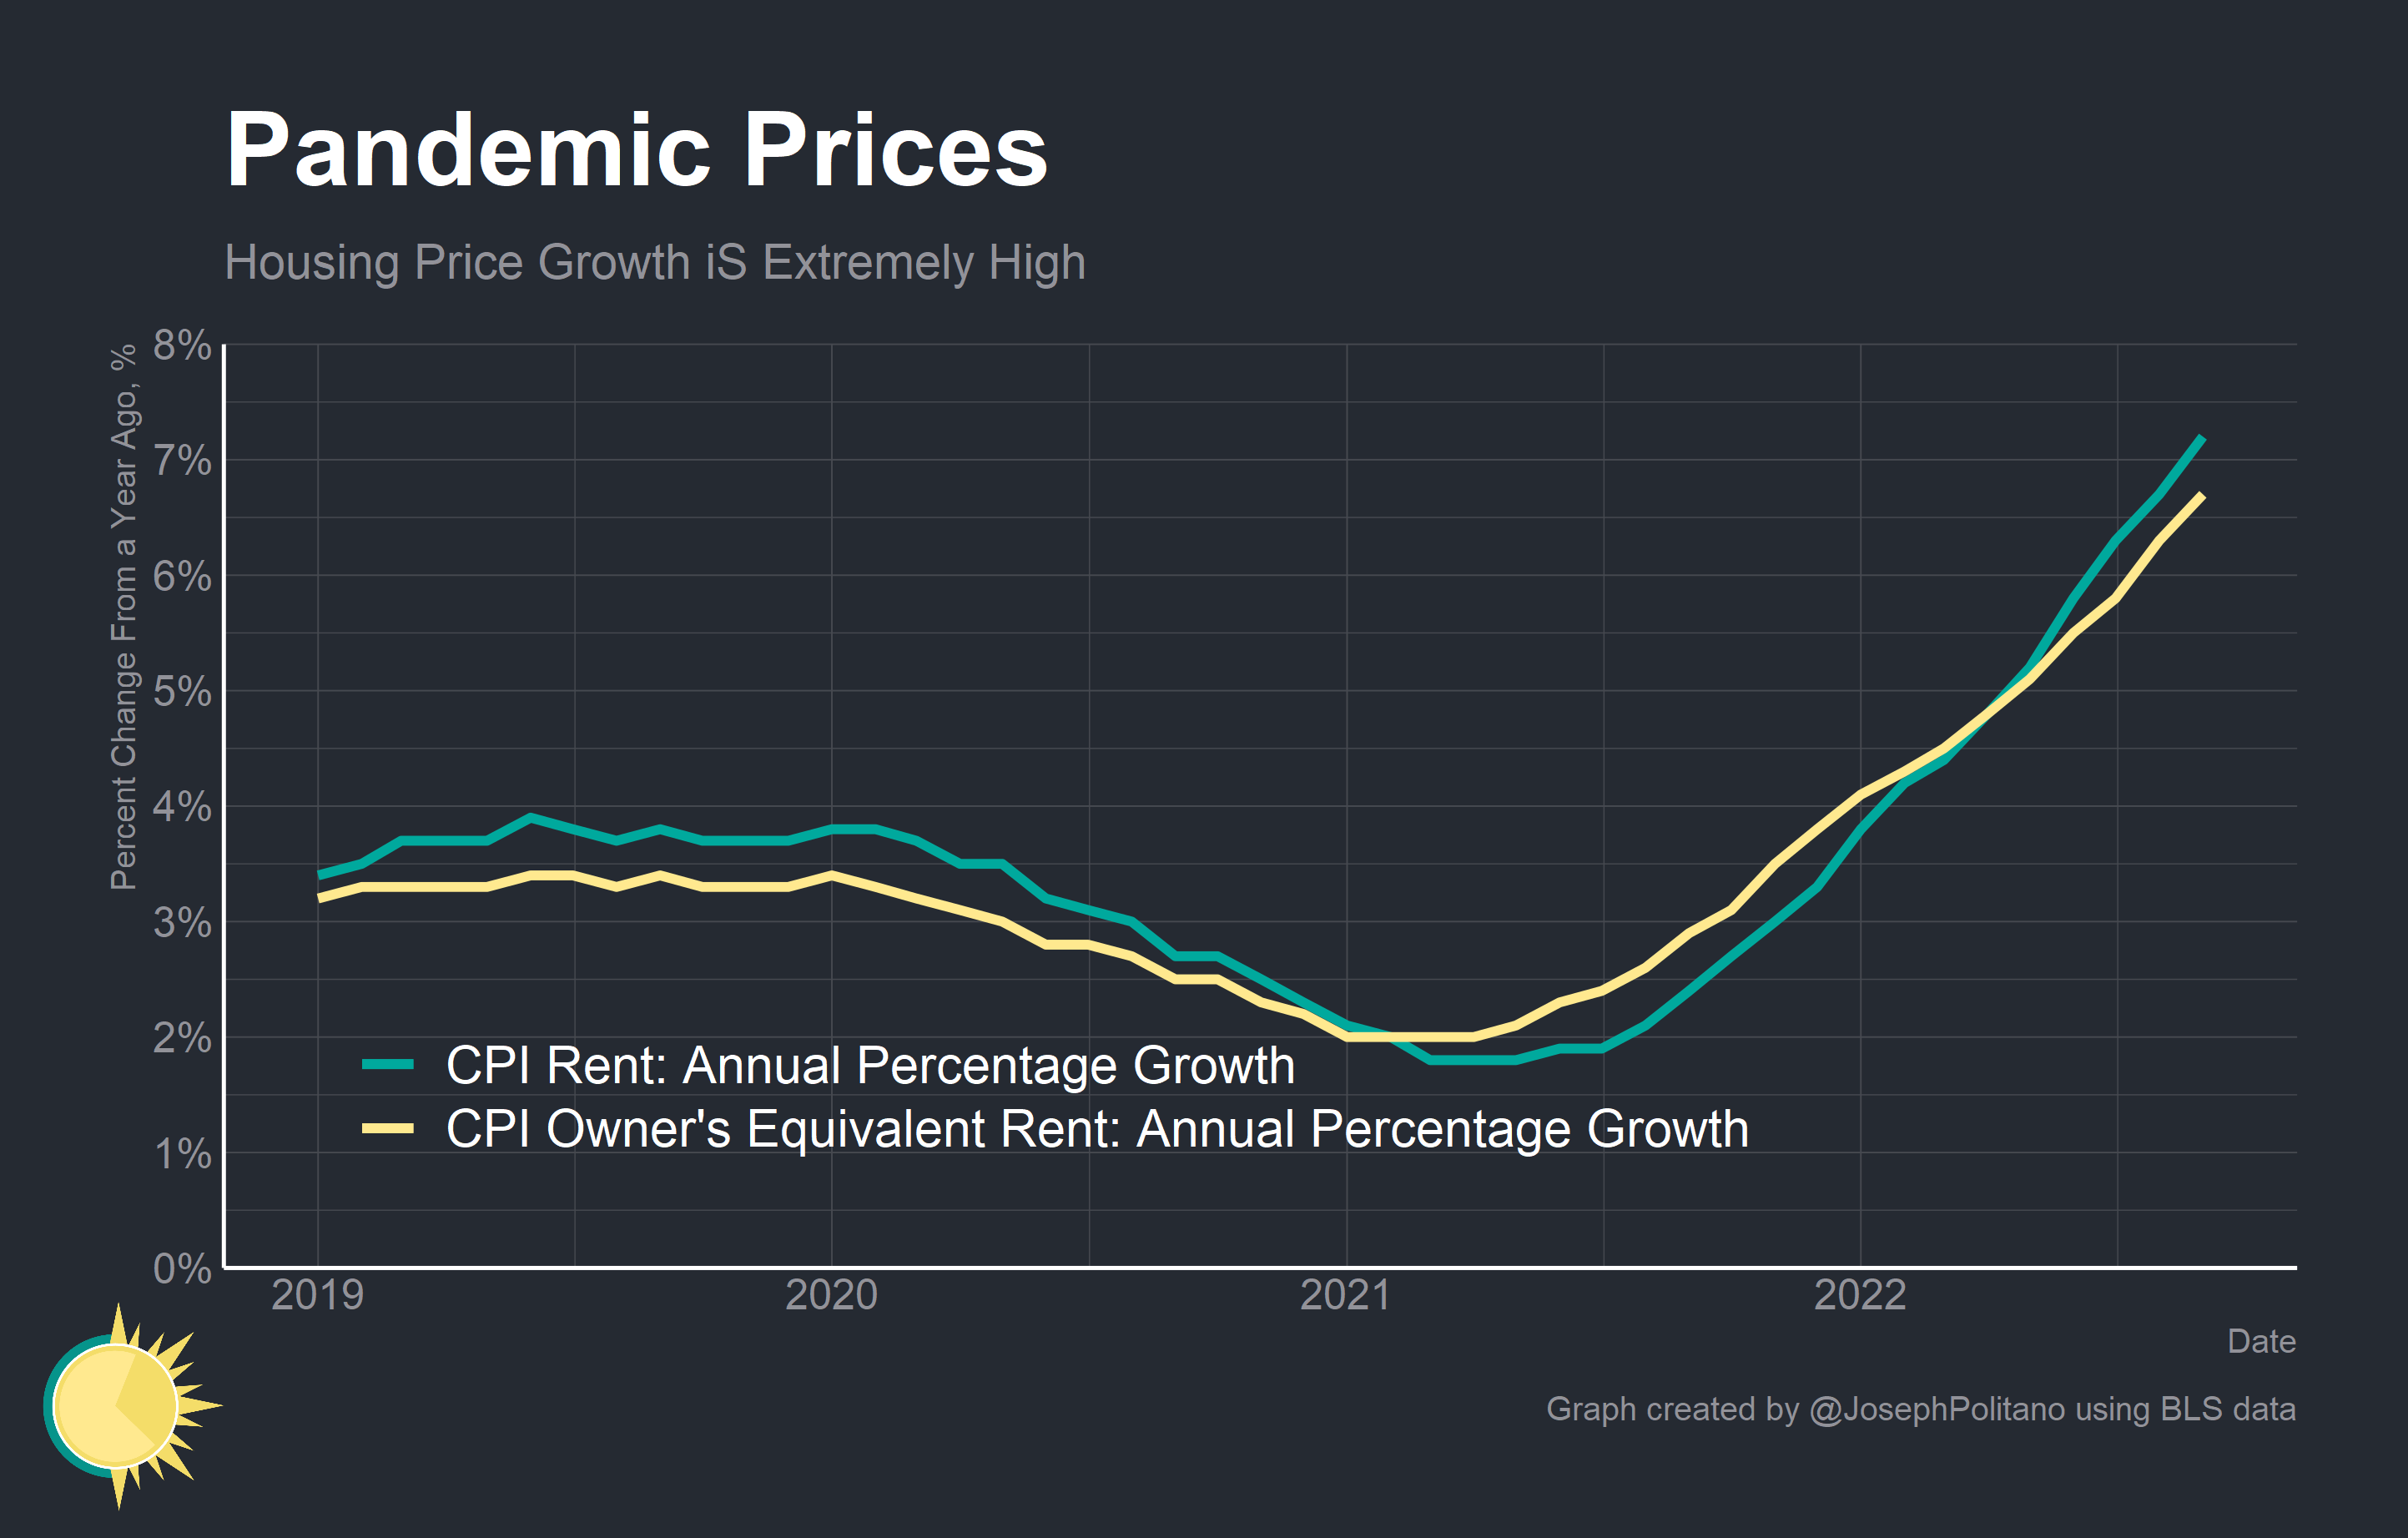 Pandemic Prices
Housing Price Growth iS Extremely High
Percent Change From a Year Ago, %
8%
7%
6%
5%
4%
3%
2%
1%
0%
CPI Rent: Annual Percentage Growth
CPI Owner's Equivalent Rent: Annual Percentage Growth
2019 2020 2021 2022
Date
Graph created by @JosephPolitano using BLS data